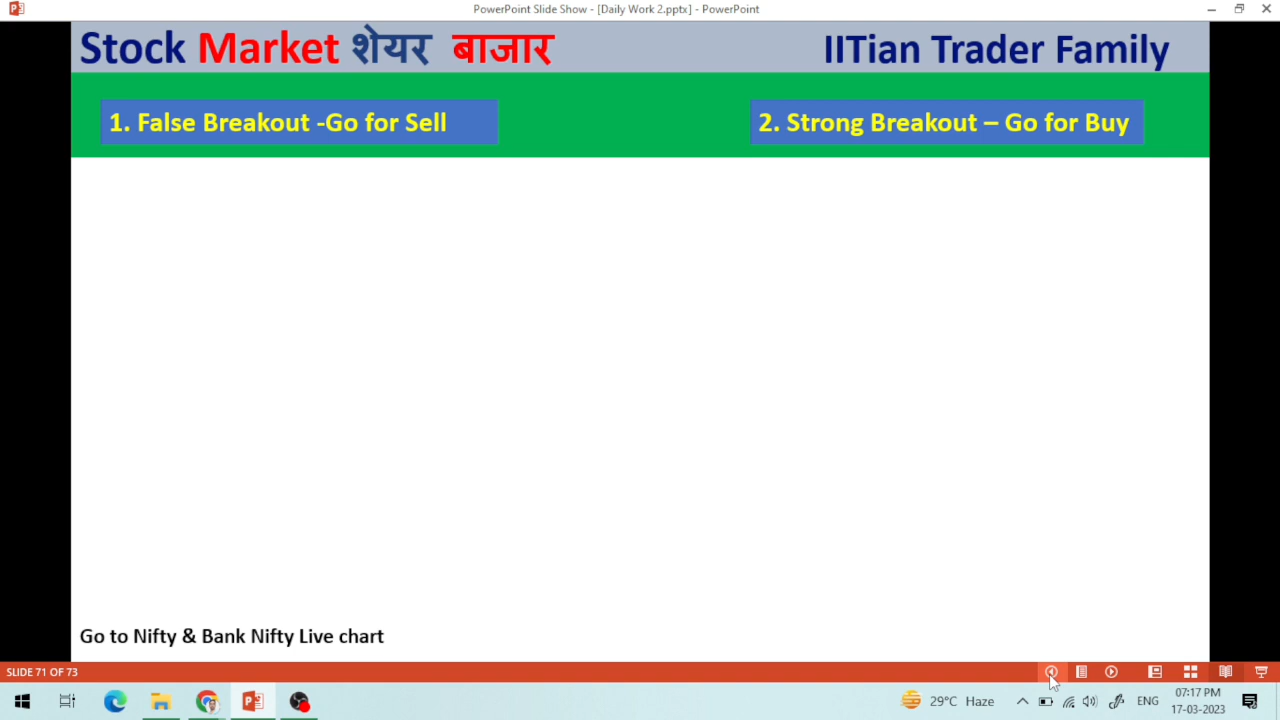 PowerPoint Slide Show - [Daily Work 2.pptx] - PowerPoint
Stock Market शेयर बाजार
IITian Trader Family
1. False Breakout -Go for Sell
2. Strong Breakout – Go for Buy
Go to Nifty & Bank Nifty Live chart
SLIDE 71 OF 73
29°C Haze
ENG
07:17 PM
17-03-2023